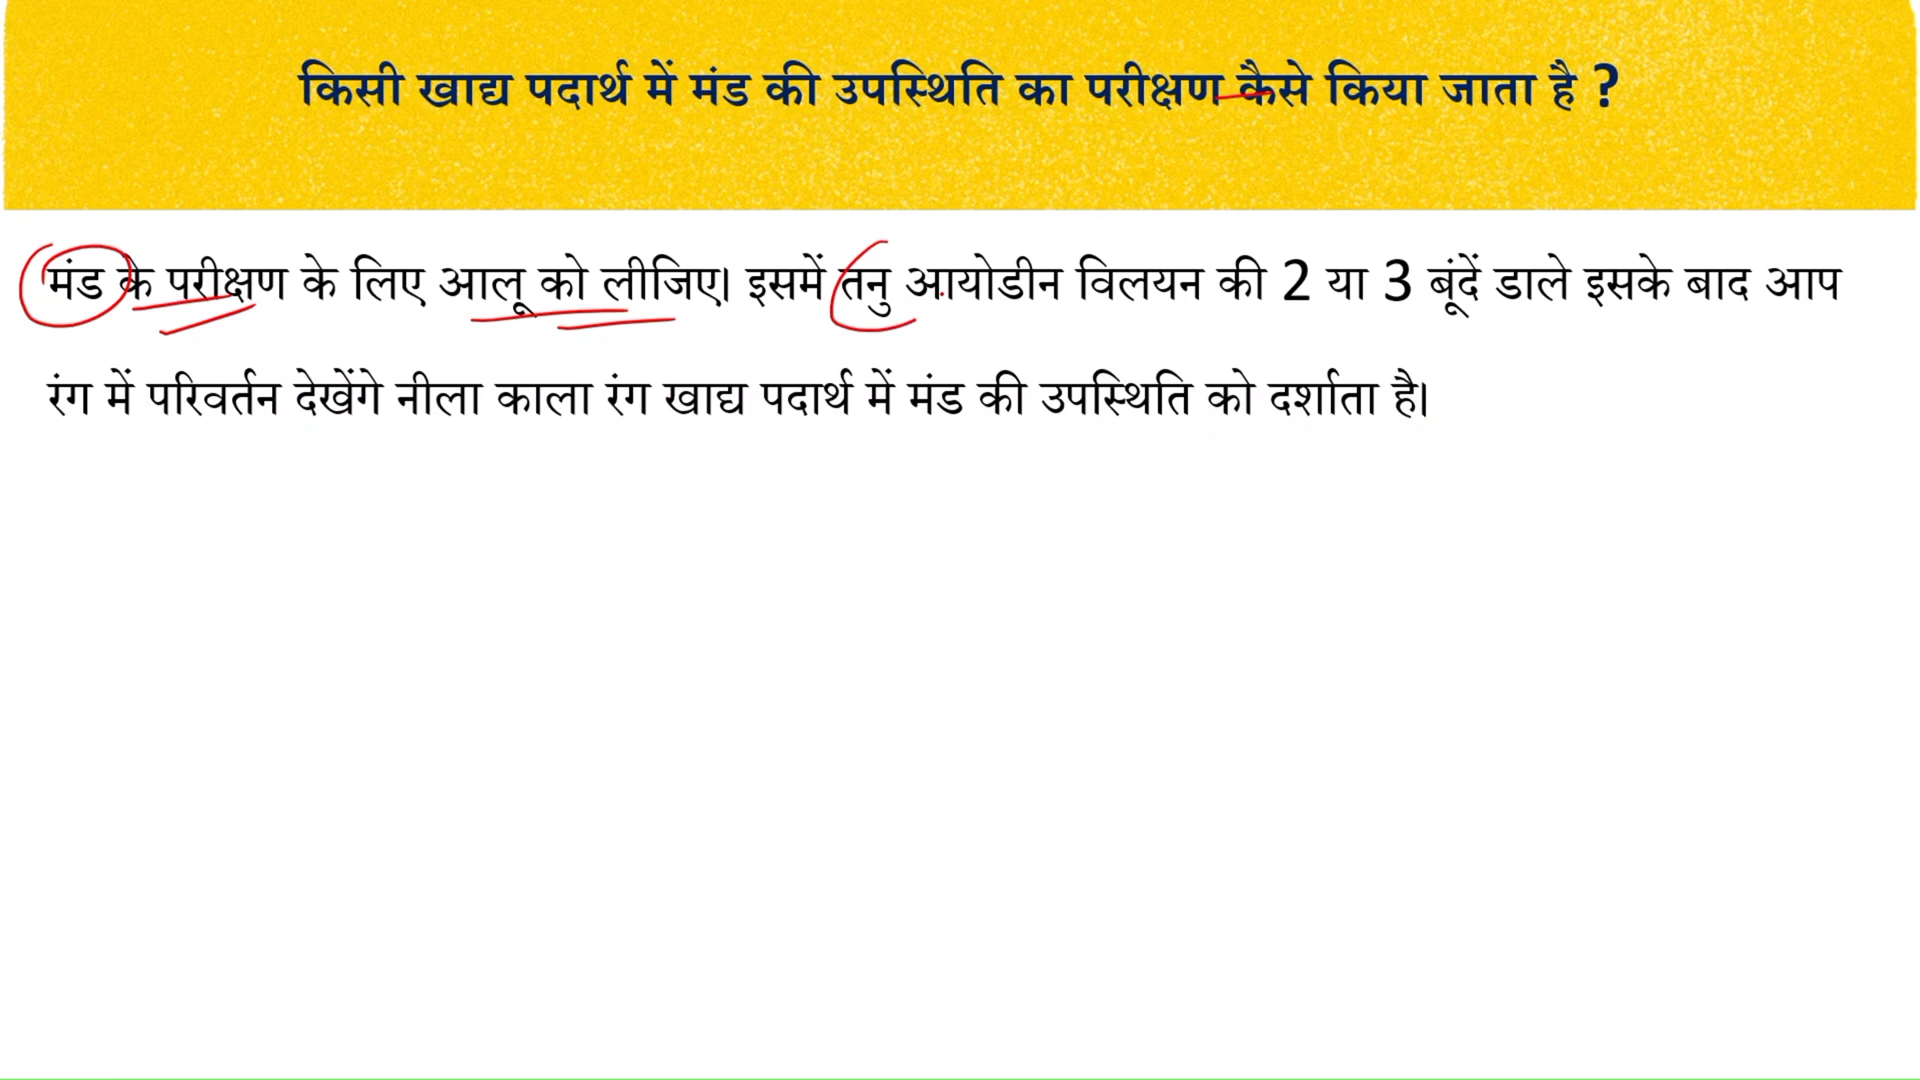 किसी खाद्य पदार्थ में मंड की उपस्थिति का परीक्षण कैसे किया जाता है ?
मंड के परीक्षण के लिए आलू को लीजिए। इसमें तनु आयोडीन विलयन की 2 या 3 बूंदें डाले इसके बाद आप
रंग में परिवर्तन देखेंगे नीला काला रंग खाद्य पदार्थ में मंड की उपस्थिति को दर्शाता है।